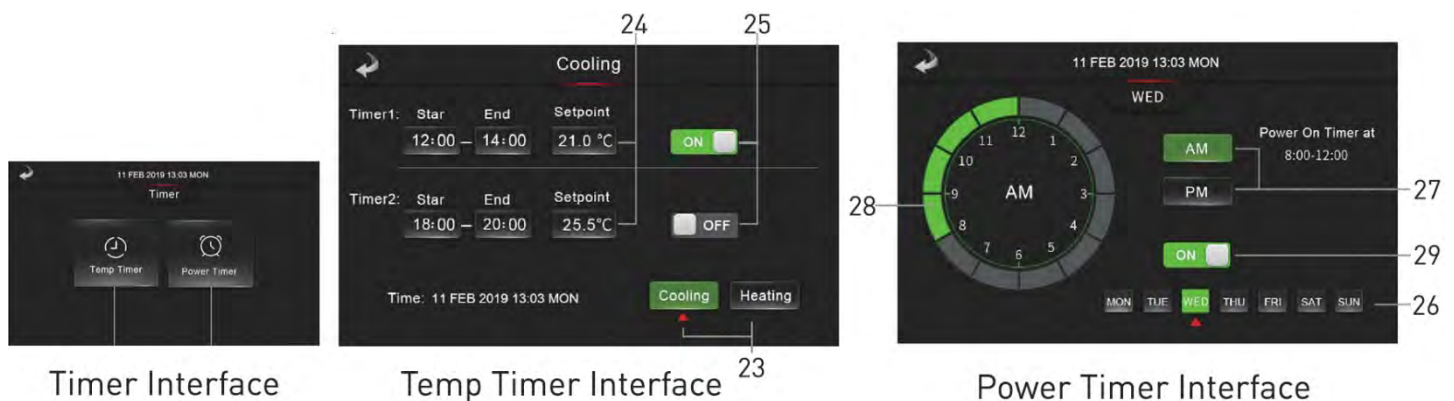 24
25
Cooling
Timer1:
Star
End
Setpoint
12:00 – 14:00
21.0 °C
ON
Timer2:
Star
End
Setpoint
18:00 – 20:00
25.5°C
OFF
Time: 11 FEB 2019 13:03 MON
Cooling
Heating
23
11 FEB 2019 13:03 MON
Timer
Temp Timer
Power Timer
11 FEB 2019 13:03 MON
WED
12
1
2
3
4
5
6
7
8
9
10
11
AM
AM
PM
Power On Timer at
8:00-12:00
ON
MON TUE WED THU FRI SAT SUN
27
28
29
26
Timer Interface
Temp Timer Interface
Power Timer Interface